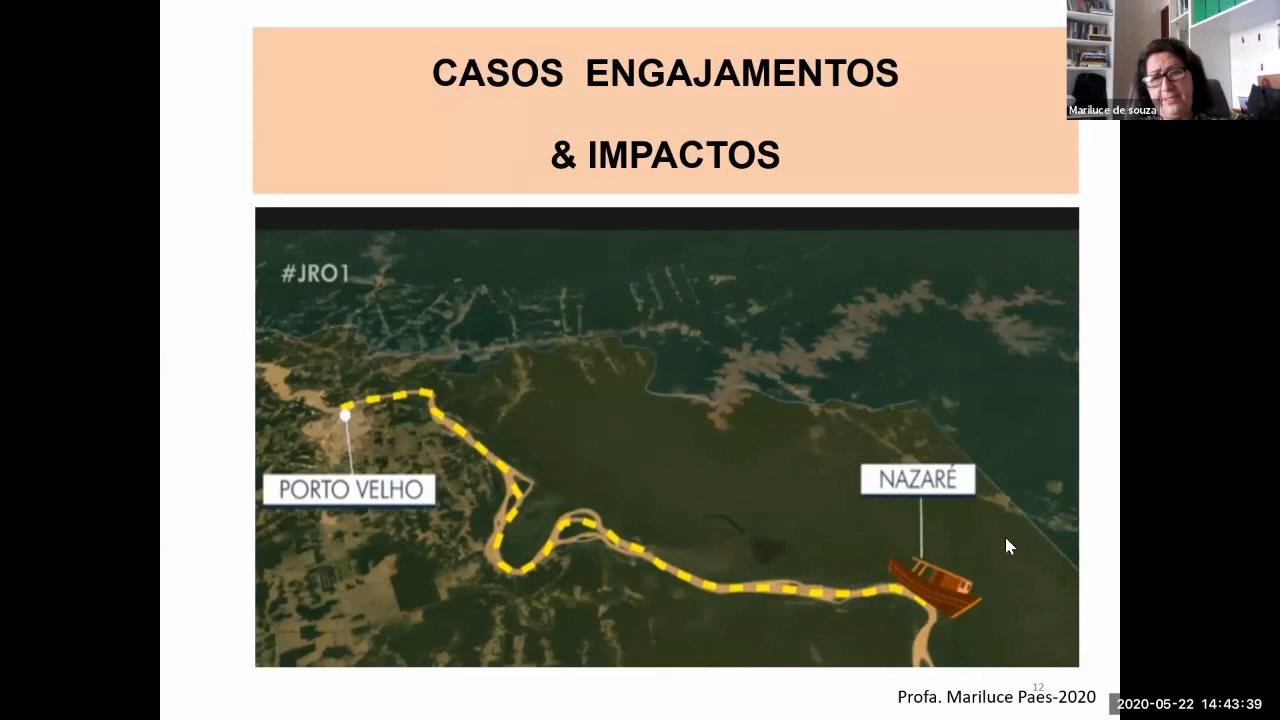 CASOS ENGAJAMENTOS
& IMPACTOS
Mariluce de souza
#JRO1
PORTO VELHO
NAZARÉ
12
Profa. Mariluce Paes-2020
2020-05-22 14:43:39